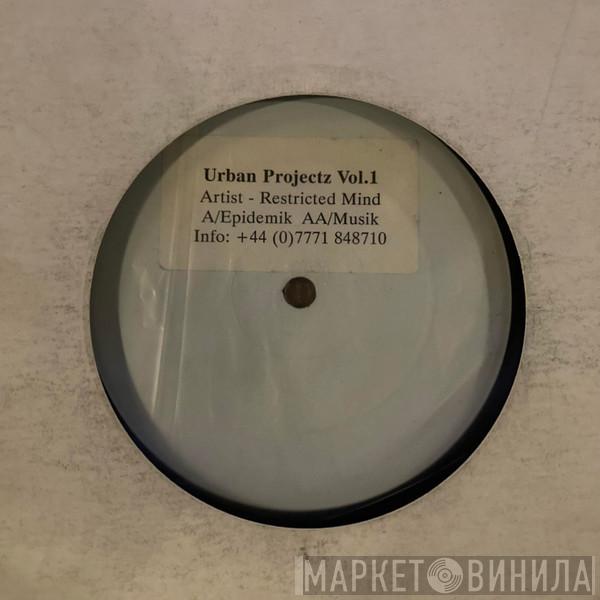 Urban Projectz Vol.1
Artist - Restricted Mind
A/Epidemik AA/Musik
Info: +44 (0)7771 848710
МАРКЕТ ВИНИЛА